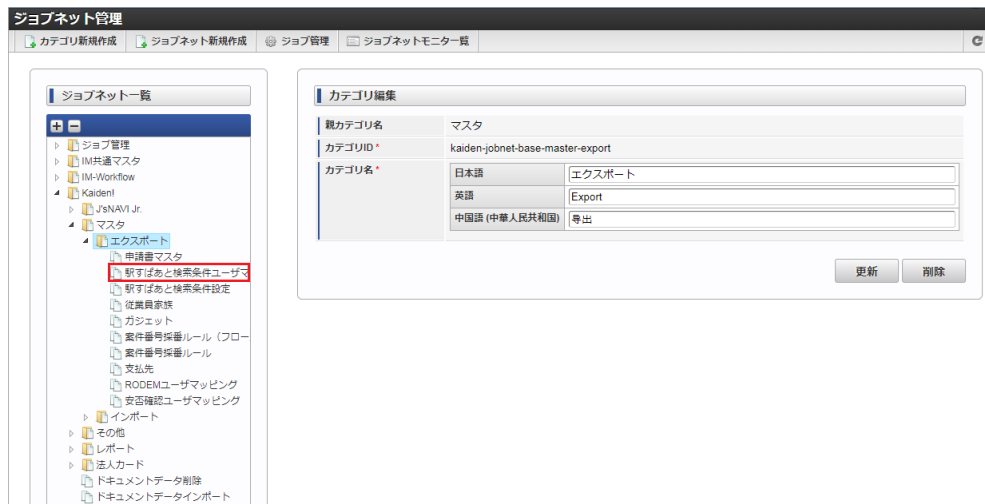 ジョブネット管理
カテゴリ新規作成 ジョブネット新規作成 ジョブ管理 ジョブネットモニター覧
ジョブネット一覧
ジョブ管理
IM共通マスタ
IM-Workflow
Kaiden!
J'sNAVI Jr.
マスタ
エクスポート
申請書マスタ
駅すぱあと検索条件ユーザマ
駅すぱあと検索条件設定
従業員家族
ガジェット
案件番号採番ルール（フロー
案件番号採番ルール
支払先
RODEMユーザマッピング
安否確認ユーザマッピング
インポート
その他
レポート
法人カード
ドキュメントデータ削除
ドキュメントデータインポート
カテゴリ編集
親カテゴリ名 マスタ
カテゴリID * kaiden-jobnet-base-master-export
カテゴリ名 *
日本語 エクスポート
英語 Export
中国語 (中華人民共和国) 导出
更新 削除